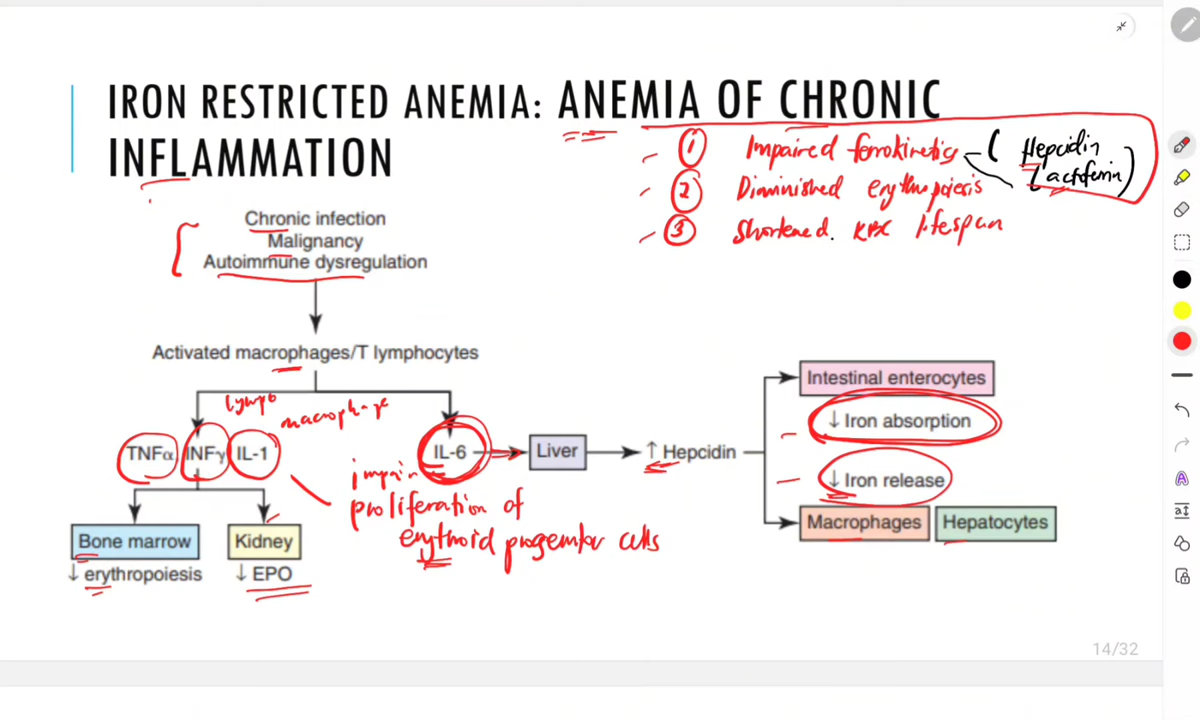 IRON RESTRICTED ANEMIA: ANEMIA OF CHRONIC
INFLAMMATION
① Impaired ferrokinetics ( Hepcidin
Lactoferrin )
② Diminished erythropoiesis
③ Shortened. RBC lifespan
Chronic infection
Malignancy
Autoimmune dysregulation
Activated macrophages/T lymphocytes
lympo
macrophage
TNFα INFγ IL-1
IL-6 Liver ↑ Hepcidin
Intestinal enterocytes
↓ Iron absorption
↓ Iron release
Macrophages Hepatocytes
impair
proliferation of
erythroid progenitor cells
Bone marrow Kidney
↓ erythropoiesis ↓ EPO
14/32